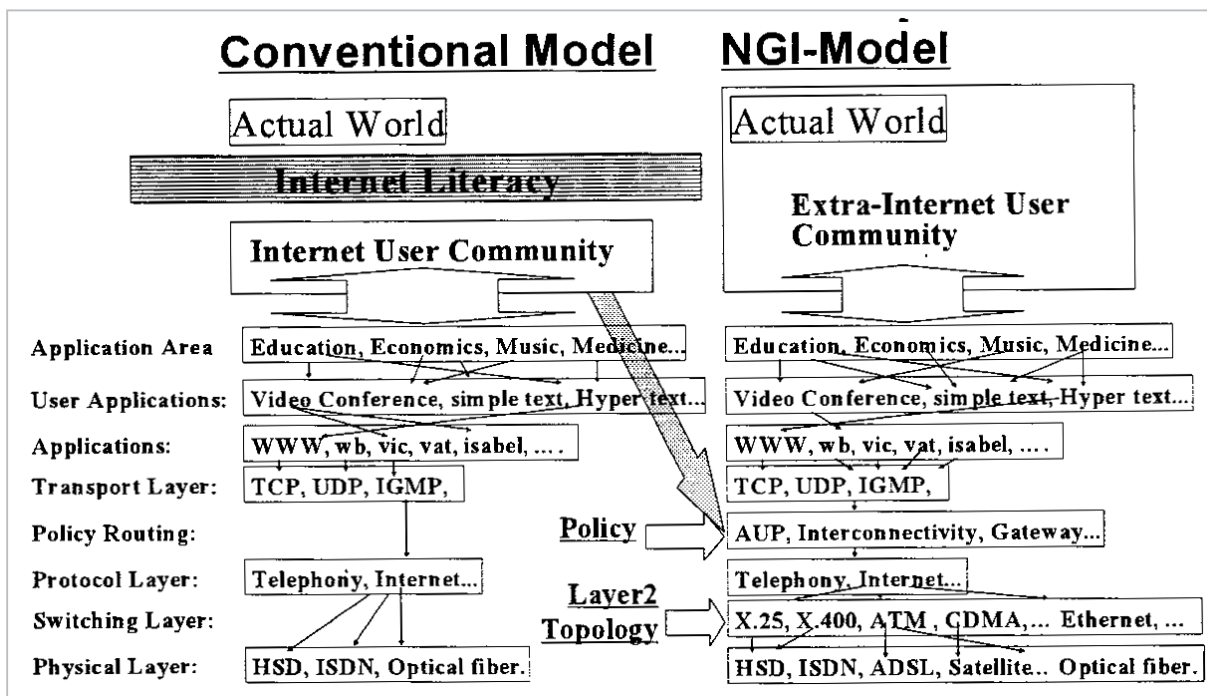 Conventional Model
NGI-Model
Actual World
Actual World
Internet Literacy
Extra-Internet User
Community
Internet User Community
Application Area
Education, Economics, Music, Medicine...
Education, Economics, Music, Medicine...
User Applications:
Video Conference, simple text, Hyper text...
Video Conference, simple text, Hyper text...
Applications:
WWW, wb, vic, vat, isabel, ... .
WWW, wb, vic, vat, isabel, ... .
Transport Layer:
TCP, UDP, IGMP,
TCP, UDP, IGMP,
Policy Routing:
Policy
AUP, Interconnectivity, Gateway...
Protocol Layer:
Telephony, Internet...
Telephony, Internet...
Switching Layer:
Layer2
Topology
X.25, X.400, ATM , CDMA,... Ethernet, ...
Physical Layer:
HSD, ISDN, Optical fiber.
HSD, ISDN, ADSL, Satellite... Optical fiber.